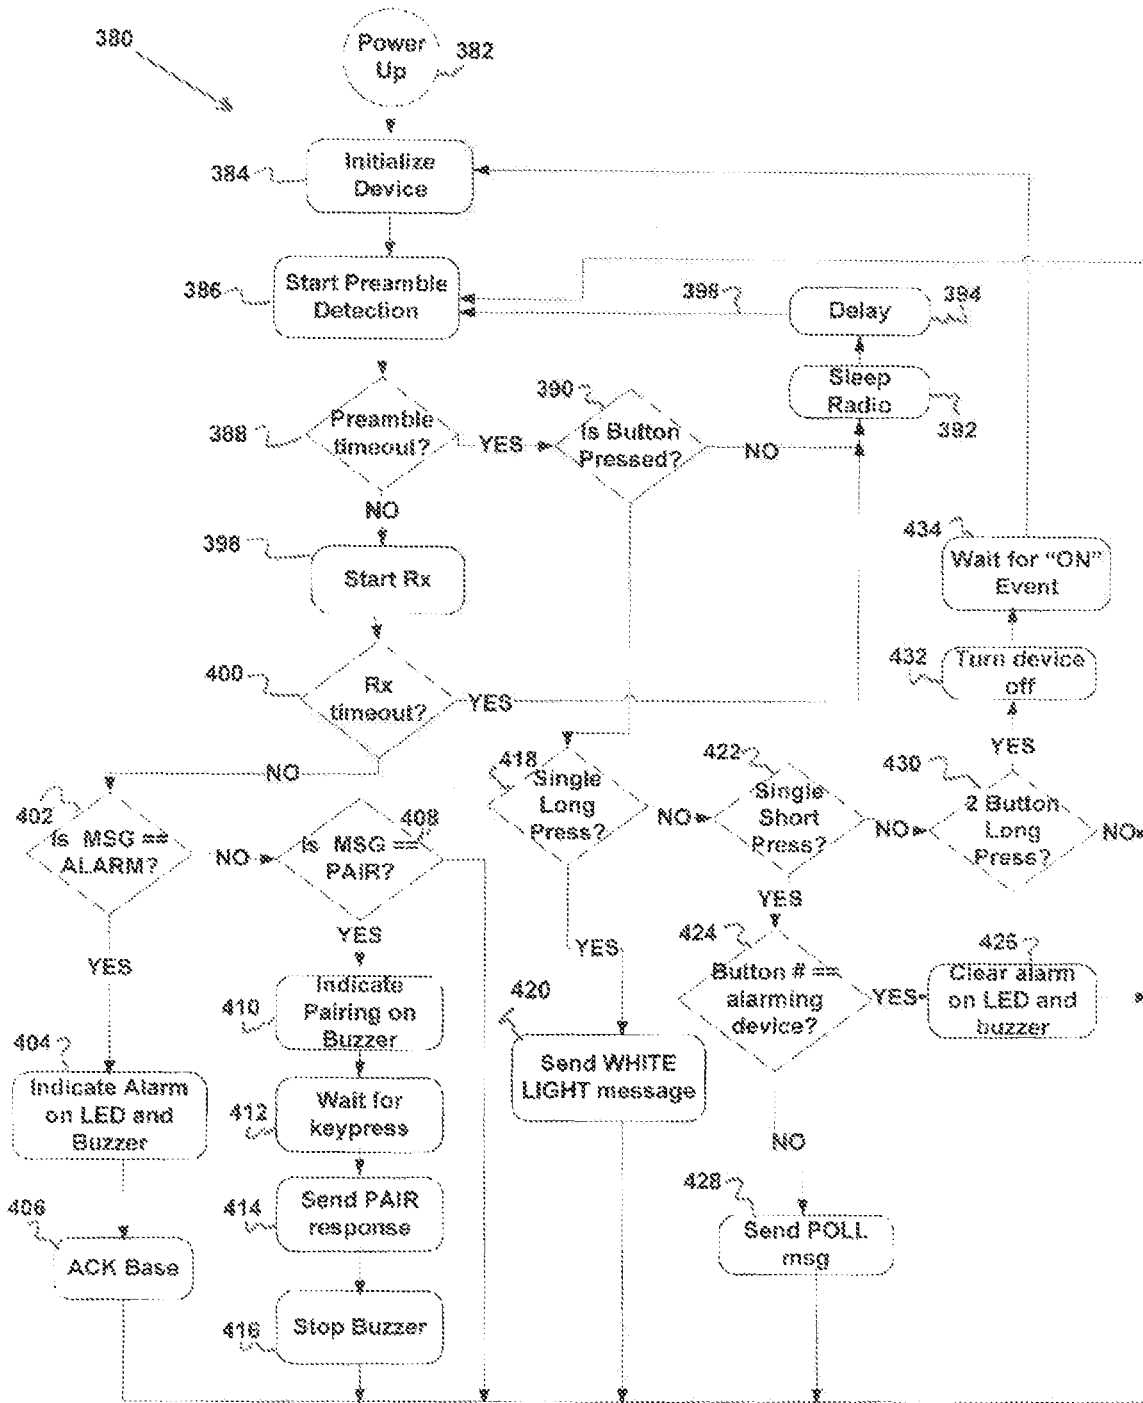 380
Power
Up
382
384
Initialize
Device
386
Start Preamble
Detection
398
Delay
394
Sleep
Radio
392
388
Preamble
timeout?
YES
390
Is Button
Pressed?
NO
NO
398
Start Rx
434
Wait for “ON”
Event
432
Turn device
off
400
Rx
timeout?
YES
NO
YES
402
Is MSG ==
ALARM?
NO
408
Is MSG ==
PAIR?
418
Single
Long
Press?
NO
422
Single
Short
Press?
NO
430
2 Button
Long
Press?
NO
YES
YES
YES
YES
424
Button # ==
alarming
device?
YES
426
Clear alarm
on LED and
buzzer
410
Indicate
Pairing on
Buzzer
420
Send WHITE
LIGHT message
404
Indicate Alarm
on LED and
Buzzer
412
Wait for
keypress
NO
414
Send PAIR
response
428
Send POLL
msg
406
ACK Base
416
Stop Buzzer